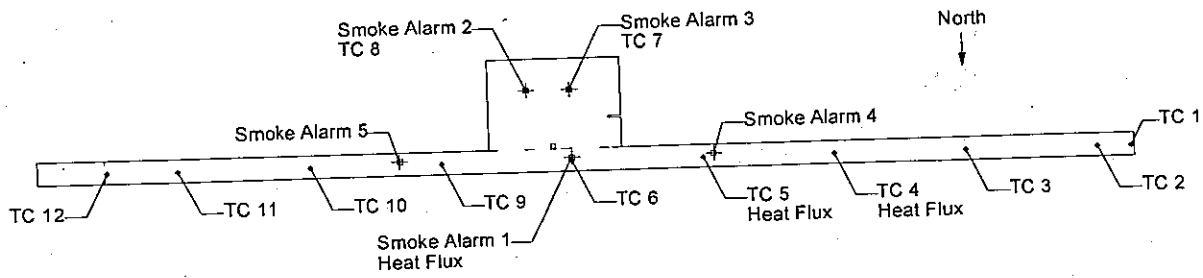 Smoke Alarm 2
TC 8
Smoke Alarm 3
TC 7
North
Smoke Alarm 5
Smoke Alarm 4
TC 1
TC 12
TC 11
TC 10
TC 9
TC 6
TC 5
Heat Flux
TC 4
Heat Flux
TC 3
TC 2
Smoke Alarm 1
Heat Flux